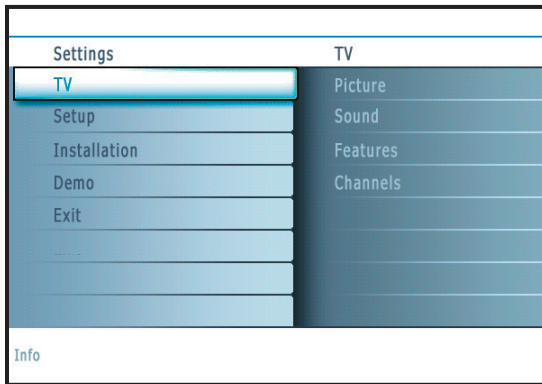 Settings
TV
TV
Picture
Setup
Sound
Installation
Features
Demo
Channels
Exit
Info